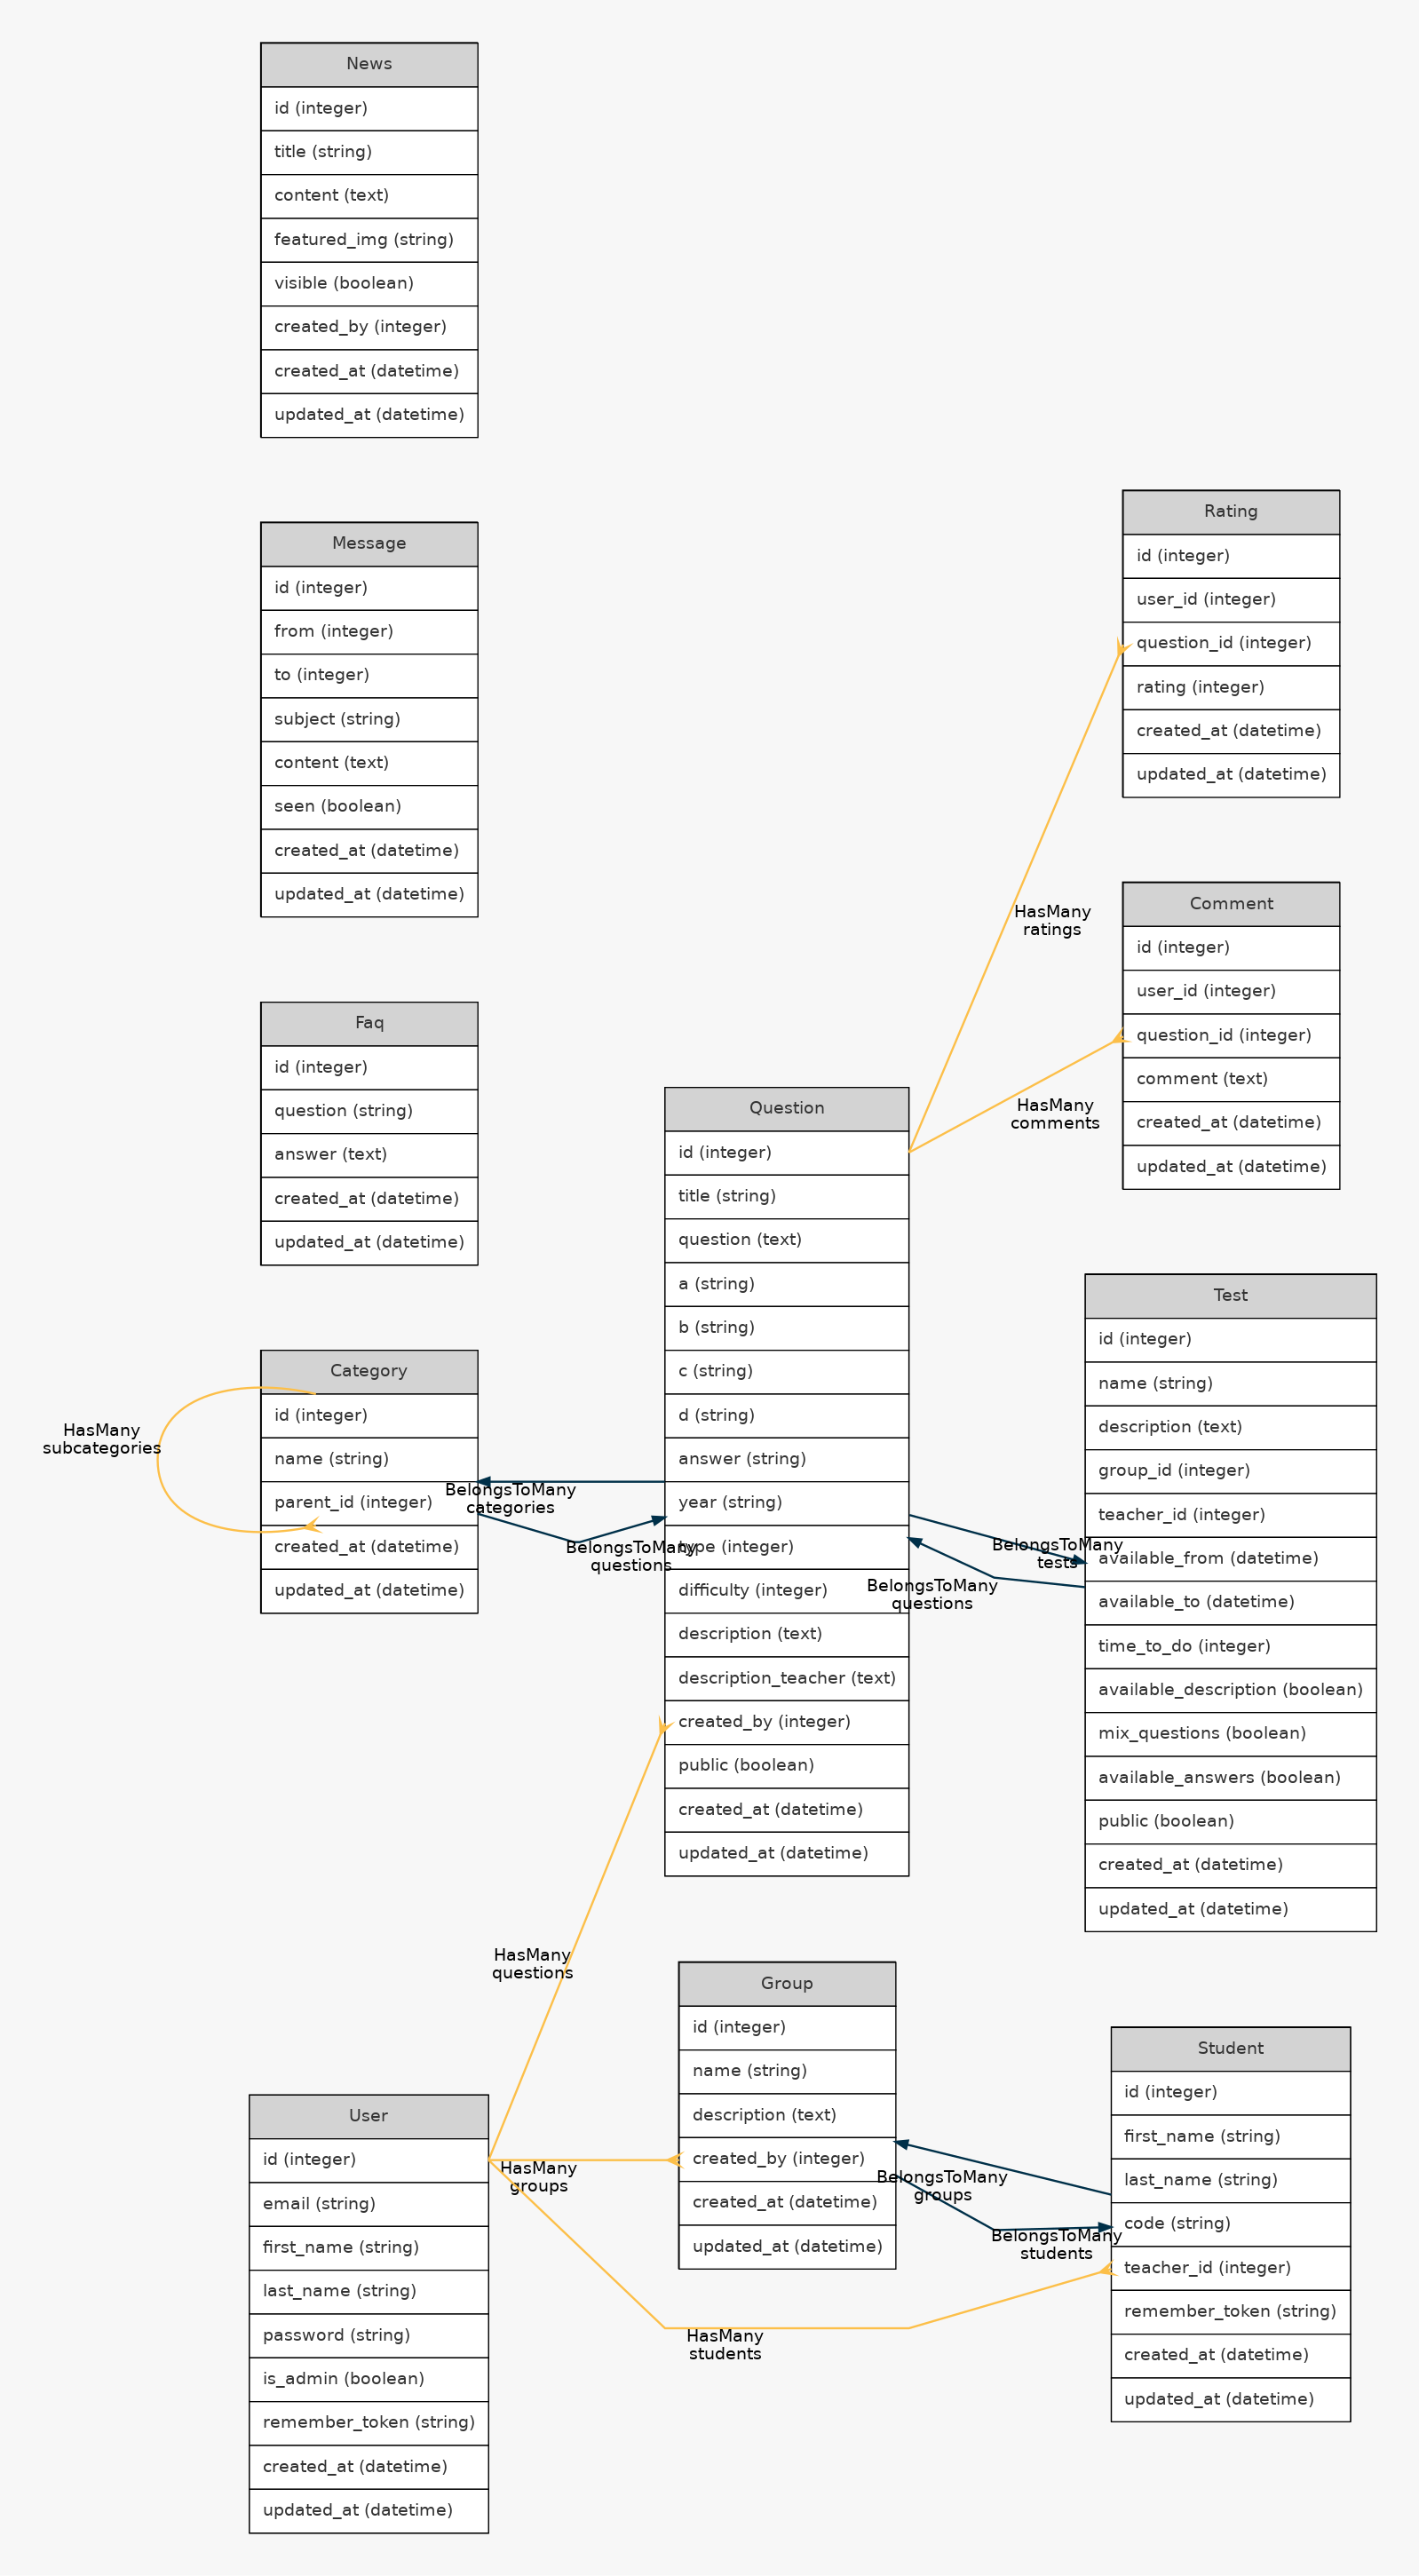 News
id (integer)
title (string)
content (text)
featured_img (string)
visible (boolean)
created_by (integer)
created_at (datetime)
updated_at (datetime)
Message
id (integer)
from (integer)
to (integer)
subject (string)
content (text)
seen (boolean)
created_at (datetime)
updated_at (datetime)
Faq
id (integer)
question (string)
answer (text)
created_at (datetime)
updated_at (datetime)
Category
id (integer)
name (string)
parent_id (integer)
created_at (datetime)
updated_at (datetime)
HasMany
subcategories
BelongsToMany
categories
BelongsToMany
questions
Question
id (integer)
title (string)
question (text)
a (string)
b (string)
c (string)
d (string)
answer (string)
year (string)
type (integer)
difficulty (integer)
description (text)
description_teacher (text)
created_by (integer)
public (boolean)
created_at (datetime)
updated_at (datetime)
HasMany
ratings
HasMany
comments
BelongsToMany
tests
BelongsToMany
questions
Rating
id (integer)
user_id (integer)
question_id (integer)
rating (integer)
created_at (datetime)
updated_at (datetime)
Comment
id (integer)
user_id (integer)
question_id (integer)
comment (text)
created_at (datetime)
updated_at (datetime)
Test
id (integer)
name (string)
description (text)
group_id (integer)
teacher_id (integer)
available_from (datetime)
available_to (datetime)
time_to_do (integer)
available_description (boolean)
mix_questions (boolean)
available_answers (boolean)
public (boolean)
created_at (datetime)
updated_at (datetime)
User
id (integer)
email (string)
first_name (string)
last_name (string)
password (string)
is_admin (boolean)
remember_token (string)
created_at (datetime)
updated_at (datetime)
HasMany
questions
HasMany
groups
HasMany
students
Group
id (integer)
name (string)
description (text)
created_by (integer)
created_at (datetime)
updated_at (datetime)
BelongsToMany
groups
BelongsToMany
students
Student
id (integer)
first_name (string)
last_name (string)
code (string)
teacher_id (integer)
remember_token (string)
created_at (datetime)
updated_at (datetime)